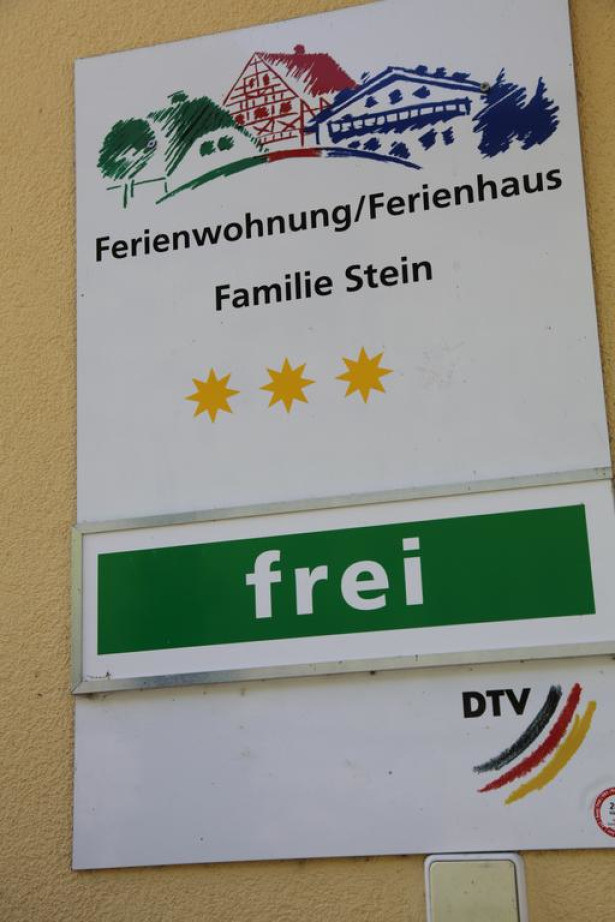 Ferienwohnung/Ferienhaus
Familie Stein
frei
DTV